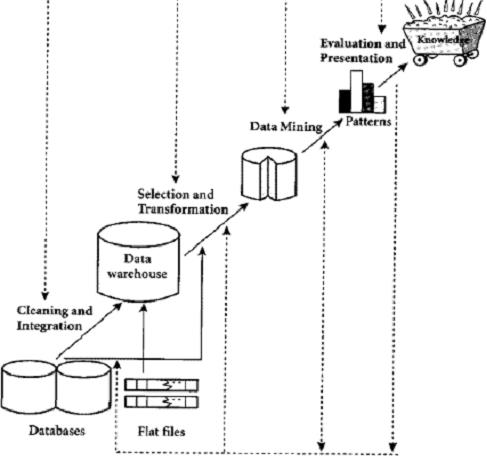 Knowledge
Evaluation and
Presentation
Patterns
Data Mining
Selection and
Transformation
Data
warehouse
Cleaning and
Integration
Databases
Flat files